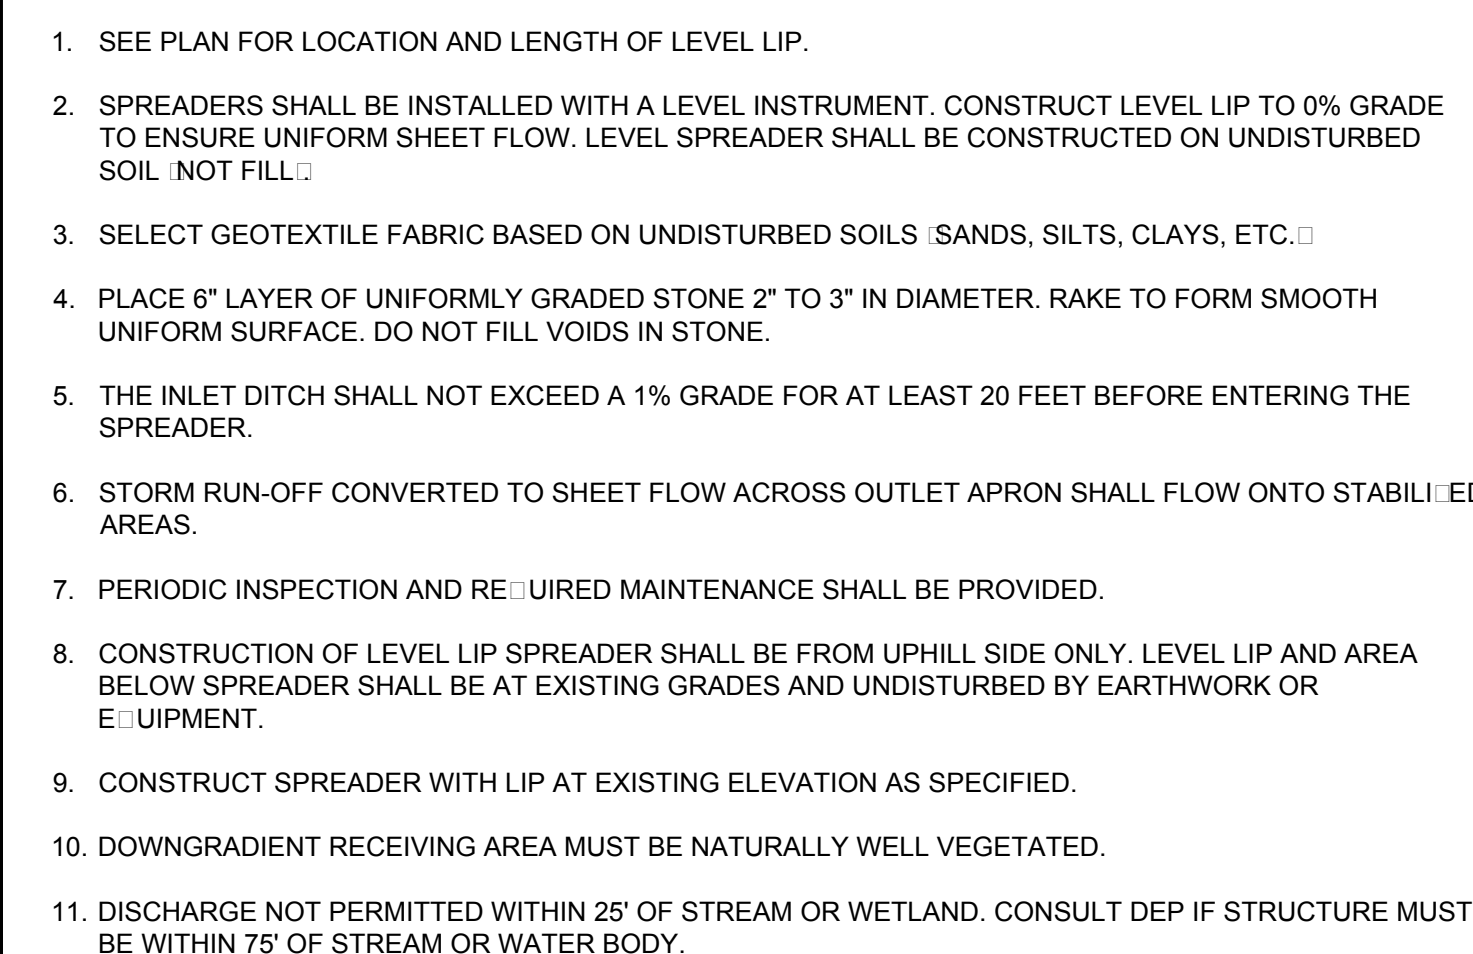 1. SEE PLAN FOR LOCATION AND LENGTH OF LEVEL LIP.
2. SPREADERS SHALL BE INSTALLED WITH A LEVEL INSTRUMENT. CONSTRUCT LEVEL LIP TO 0% GRADE
TO ENSURE UNIFORM SHEET FLOW. LEVEL SPREADER SHALL BE CONSTRUCTED ON UNDISTURBED
SOIL □NOT FILL□.
3. SELECT GEOTEXTILE FABRIC BASED ON UNDISTURBED SOILS □SANDS, SILTS, CLAYS, ETC.□
4. PLACE 6" LAYER OF UNIFORMLY GRADED STONE 2" TO 3" IN DIAMETER. RAKE TO FORM SMOOTH
UNIFORM SURFACE. DO NOT FILL VOIDS IN STONE.
5. THE INLET DITCH SHALL NOT EXCEED A 1% GRADE FOR AT LEAST 20 FEET BEFORE ENTERING THE
SPREADER.
6. STORM RUN-OFF CONVERTED TO SHEET FLOW ACROSS OUTLET APRON SHALL FLOW ONTO STABILI□ED
AREAS.
7. PERIODIC INSPECTION AND RE□UIRED MAINTENANCE SHALL BE PROVIDED.
8. CONSTRUCTION OF LEVEL LIP SPREADER SHALL BE FROM UPHILL SIDE ONLY. LEVEL LIP AND AREA
BELOW SPREADER SHALL BE AT EXISTING GRADES AND UNDISTURBED BY EARTHWORK OR
E□UIPMENT.
9. CONSTRUCT SPREADER WITH LIP AT EXISTING ELEVATION AS SPECIFIED.
10. DOWNGRADIENT RECEIVING AREA MUST BE NATURALLY WELL VEGETATED.
11. DISCHARGE NOT PERMITTED WITHIN 25' OF STREAM OR WETLAND. CONSULT DEP IF STRUCTURE MUST
BE WITHIN 75' OF STREAM OR WATER BODY.